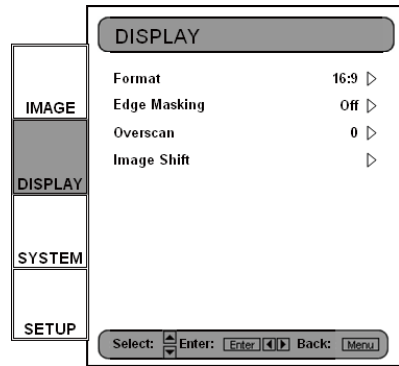 DISPLAY
Format 16:9
Edge Masking Off
Overscan 0
Image Shift
IMAGE
DISPLAY
SYSTEM
SETUP
Select: Enter: Enter Back: Menu